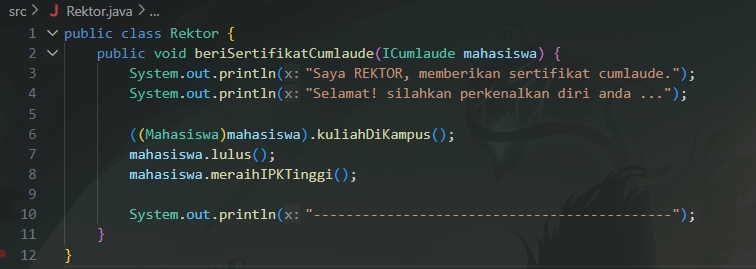 src > J Rektor.java > ...
1 public class Rektor {
2 public void beriSertifikatCumlaude(ICumlaude mahasiswa) {
3 System.out.println(x: "Saya REKTOR, memberikan sertifikat cumlaude.");
4 System.out.println(x: "Selamat! silahkan perkenalkan diri anda ...");
5
6 ((Mahasiswa)mahasiswa).kuliahDiKampus();
7 mahasiswa.lulus();
8 mahasiswa.meraihIPKTinggi();
9
10 System.out.println(x: "--------------------------------------------");
11 }
12 }